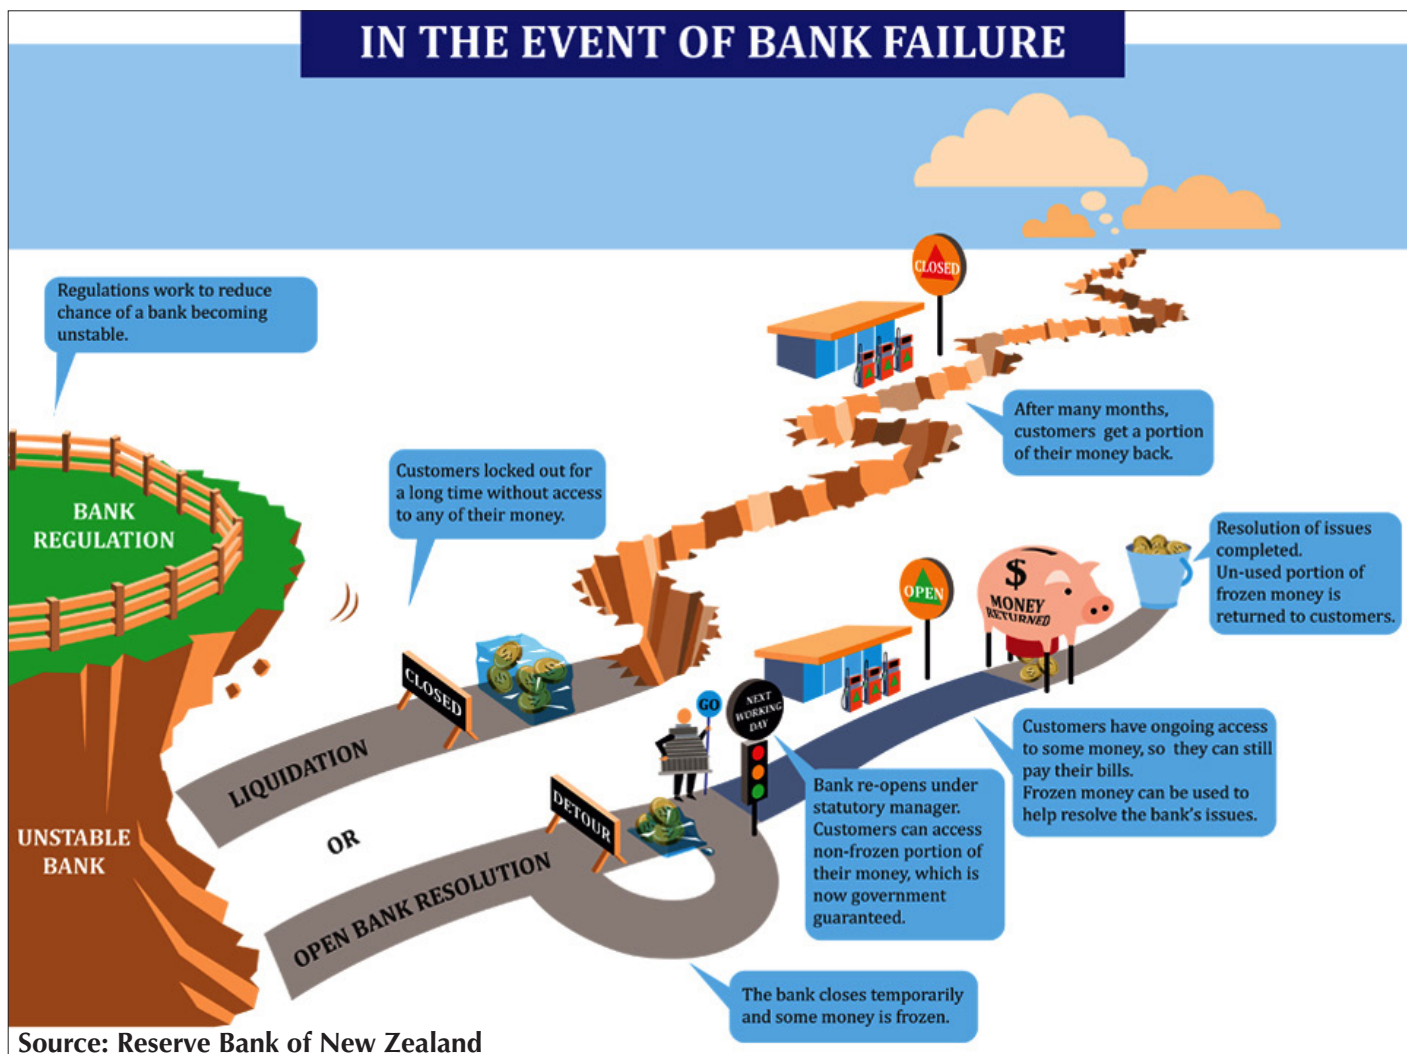 IN THE EVENT OF BANK FAILURE
Regulations work to reduce
chance of a bank becoming
unstable.
BANK
REGULATION
UNSTABLE
BANK
Customers locked out for
a long time without access
to any of their money.
CLOSED
LIQUIDATION
OR
CLOSED
After many months,
customers get a portion
of their money back.
OPEN BANK RESOLUTION
DETOUR
The bank closes temporarily
and some money is frozen.
GO
NEXT
WORKING
DAY
Bank re-opens under
statutory manager.
Customers can access
non-frozen portion of
their money, which is
now government
guaranteed.
OPEN
$
MONEY
RETURNED
Customers have ongoing access
to some money, so they can still
pay their bills.
Frozen money can be used to
help resolve the bank's issues.
Resolution of issues
completed.
Un-used portion of
frozen money is
returned to customers.
Source: Reserve Bank of New Zealand